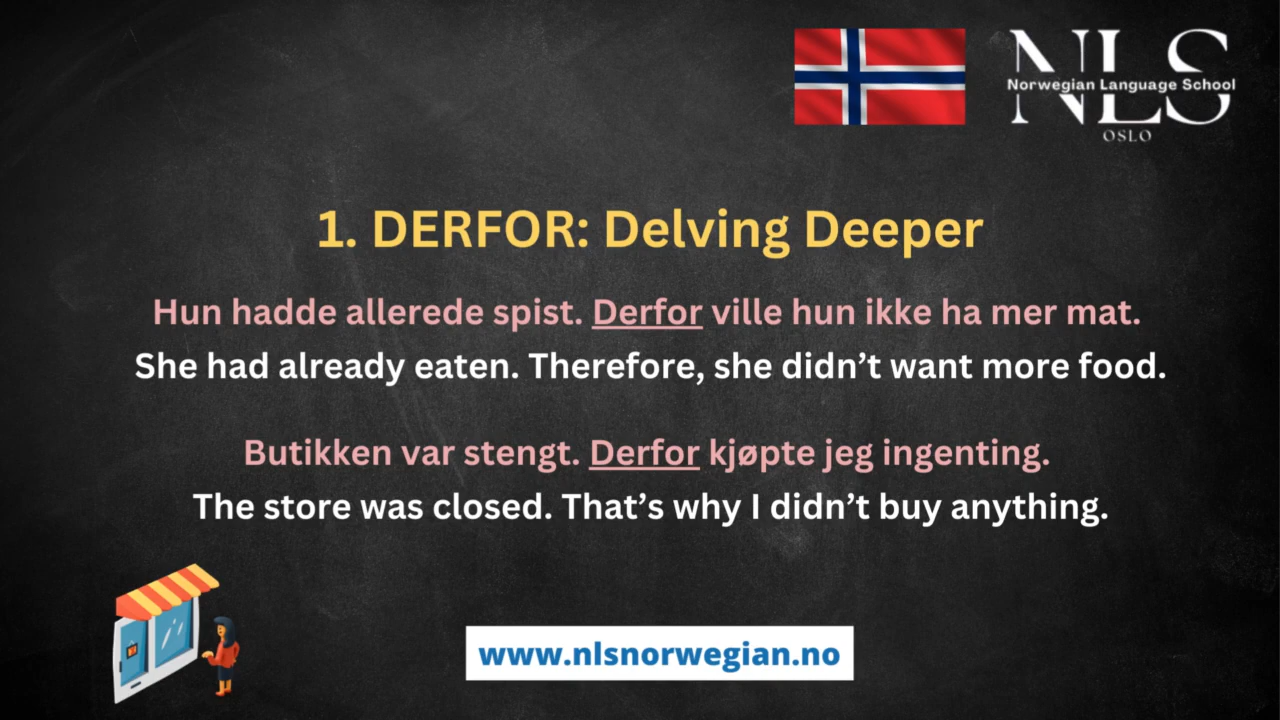 NLS
Norwegian Language School
OSLO
1. DERFOR: Delving Deeper
Hun hadde allerede spist. Derfor ville hun ikke ha mer mat.
She had already eaten. Therefore, she didn’t want more food.
Butikken var stengt. Derfor kjøpte jeg ingenting.
The store was closed. That’s why I didn’t buy anything.
www.nlsnorwegian.no